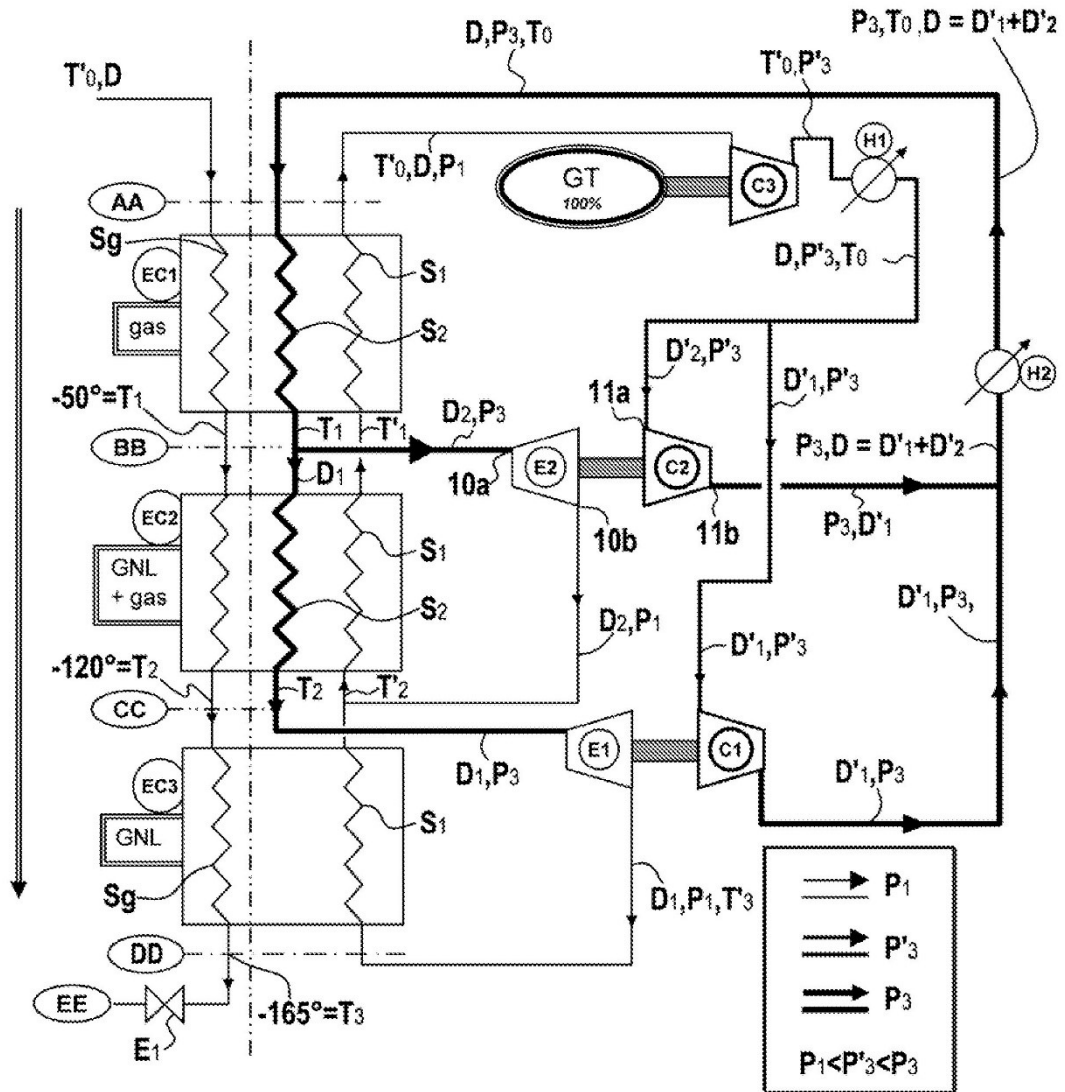 P3,T0,D = D'1+D'2
D,P3,T0
T'0,P'3
T'0,D
H1
T'0,D,P1
GT
100%
C3
AA
Sg
S1
D,P'3,T0
EC1
gas
S2
D'2,P'3
H2
D'1,P'3
11a
-50°=T1
T1
T'1
D2,P3
P3,D = D'1+D'2
BB
D1
10a
E2
C2
EC2
10b
11b
P3,D'1
S1
GNL
+ gas
S2
D2,P1
D'1,P3,
D'1,P'3
-120°=T2
T2
T'2
CC
E1
C1
D1,P3
D'1,P3
EC3
S1
GNL
Sg
D1,P1,T'3
P1
DD
P'3
EE
-165°=T3
P3
E1
P1<P'3<P3